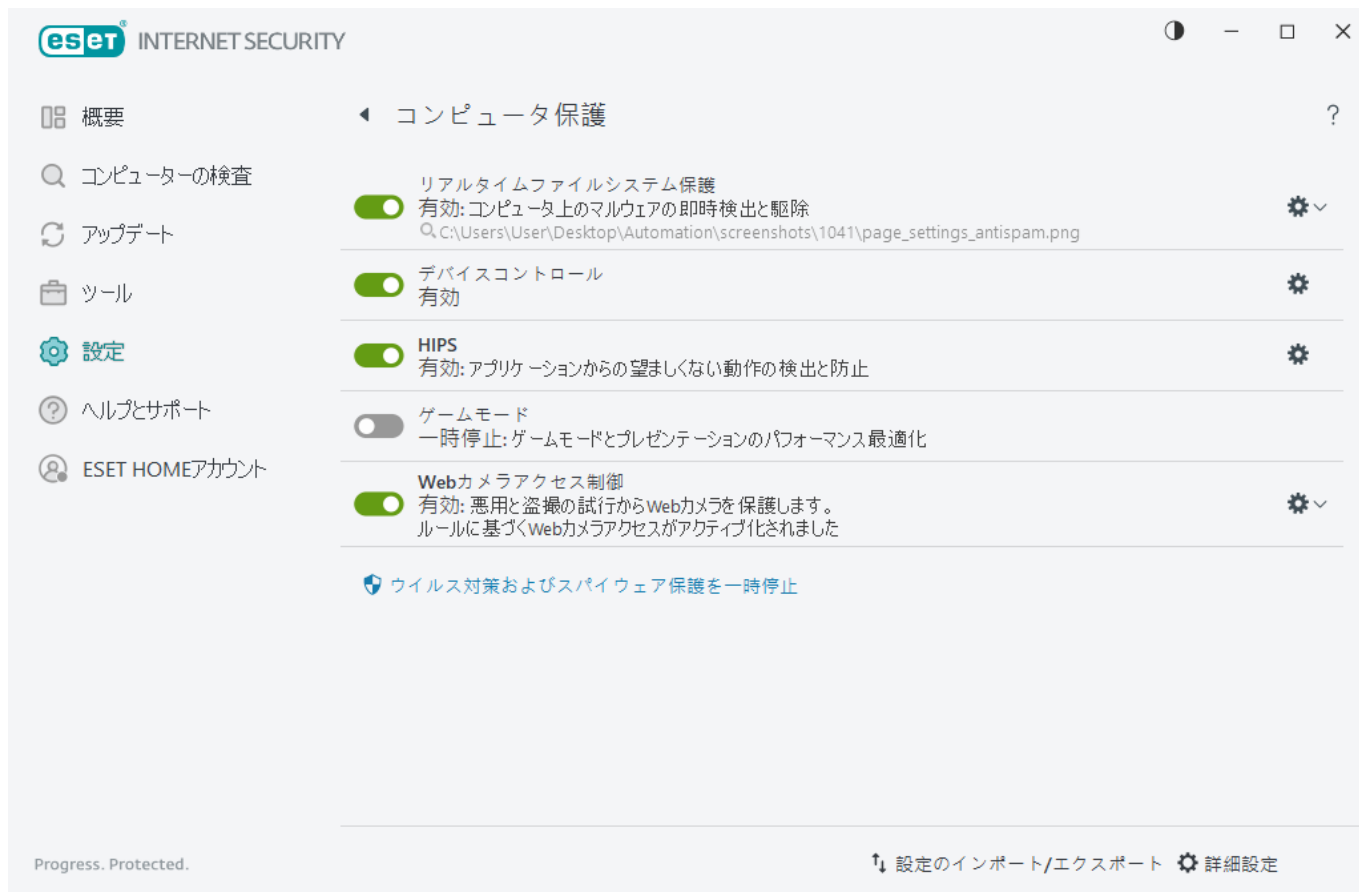 eset® INTERNET SECURITY
概要
コンピューターの検査
アップデート
ツール
設定
ヘルプとサポート
ESET HOMEアカウント
コンピュータ保護
?
リアルタイムファイルシステム保護
有効: コンピュータ上のマルウェアの即時検出と駆除
C:\Users\User\Desktop\Automation\screenshots\1041\page_settings_antispam.png
デバイスコントロール
有効
HIPS
有効: アプリケーションからの望ましくない動作の検出と防止
ゲームモード
一時停止: ゲームモードとプレゼンテーションのパフォーマンス最適化
Webカメラアクセス制御
有効: 悪用と盗撮の試行からWebカメラを保護します。
ルールに基づくWebカメラアクセスがアクティブ化されました
ウイルス対策およびスパイウェア保護を一時停止
Progress. Protected.
設定のインポート/エクスポート
詳細設定